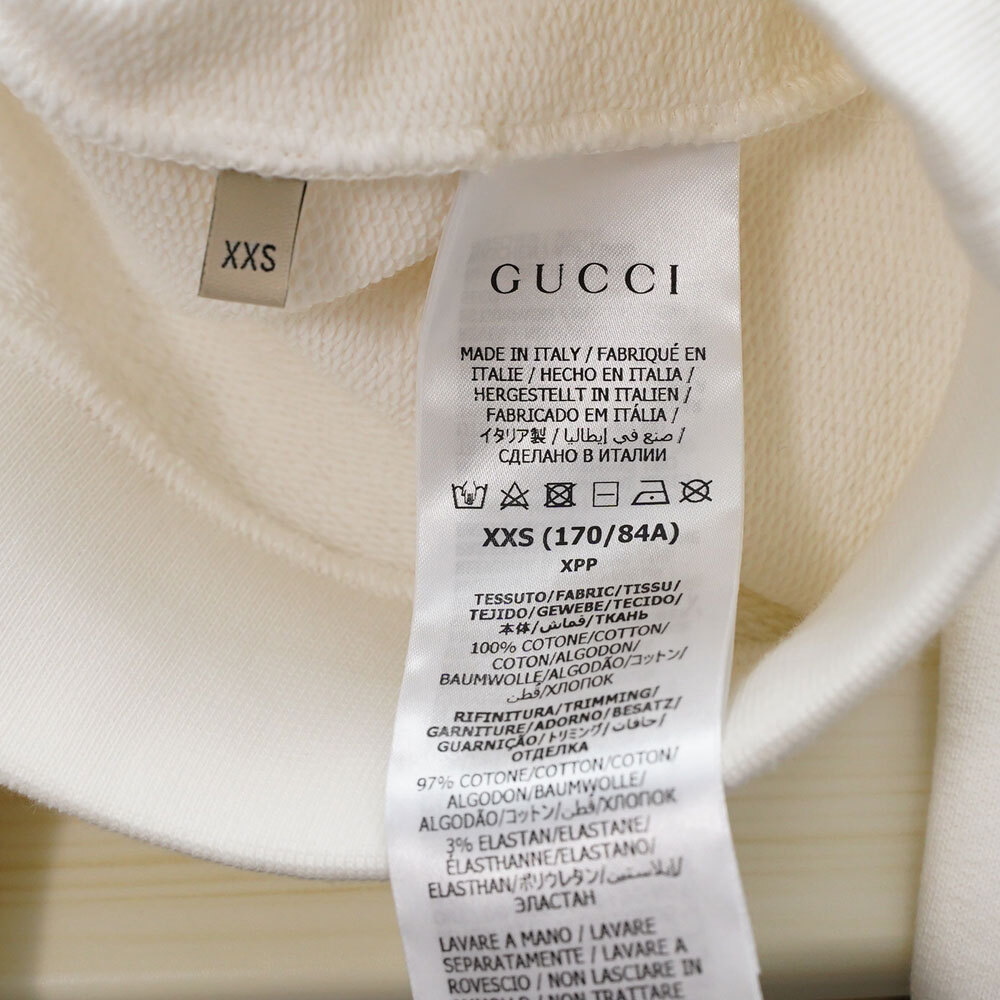 XXS
GUCCI
MADE IN ITALY / FABRIQUÉ EN
ITALIE / HECHO EN ITALIA /
HERGESTELLT IN ITALIEN /
FABRICADO EM ITÁLIA /
イタリア製 / صنع في إيطاليا /
СДЕЛАНО В ИТАЛИИ
XXS (170/84A)
XPP
TESSUTO/FABRIC/TISSU/
TEJIDO/GEWEBE/TECIDO/
本体/قماش/ТКАНЬ
100% COTONE/COTTON/
COTON/ALGODON/
BAUMWOLLE/ALGODÃO/コットン/
قطن/ХЛОПОК
RIFINITURA/TRIMMING/
GARNITURE/ADORNO/BESATZ/
GUARNIÇÃO/トリミング/حافات/
ОТДЕЛКА
97% COTONE/COTTON/COTON/
ALGODON/BAUMWOLLE/
ALGODÃO/コットン/قطن/ХЛОПОК
3% ELASTAN/ELASTANE/
ÉLASTHANNE/ELASTANO/
ELASTHAN/ポリウレタン/إيلاستين/
ЭЛАСТАН
LAVARE A MANO / LAVARE
SEPARATAMENTE / LAVARE A
ROVESCIO / NON LASCIARE IN
AMMOLLO / NON TRATTARE